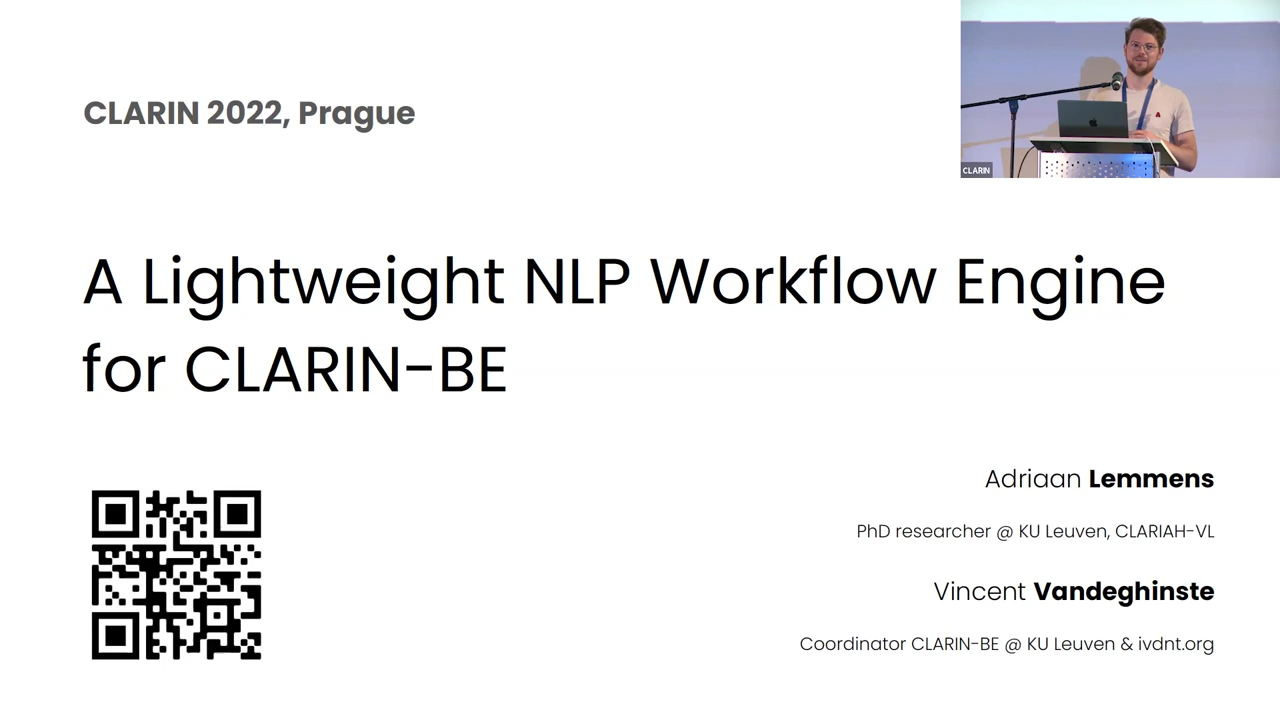 CLARIN 2022, Prague
CLARIN
A Lightweight NLP Workflow Engine
for CLARIN-BE
Adriaan Lemmens
PhD researcher @ KU Leuven, CLARIAH-VL
Vincent Vandeghinste
Coordinator CLARIN-BE @ KU Leuven & ivdnt.org